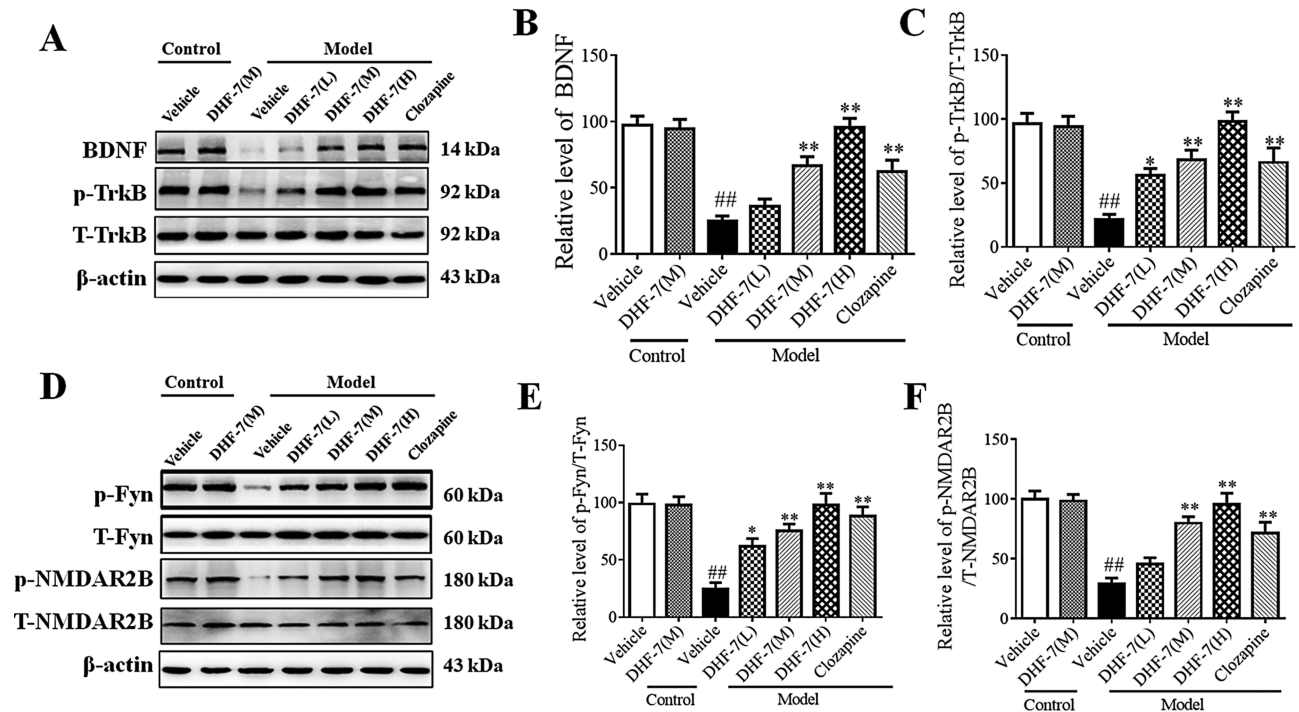 A
Control Model
Vehicle DHF-7(M) Vehicle DHF-7(L) DHF-7(M) DHF-7(H) Clozapine
BDNF 14 kDa
p-TrkB 92 kDa
T-TrkB 92 kDa
β-actin 43 kDa
B
Relative level of BDNF
150
100
50
0
## ** ** **
Vehicle DHF-7(M) Vehicle DHF-7(L) DHF-7(M) DHF-7(H) Clozapine
Control Model
C
Relative level of p-TrkB/T-TrkB
150
100
50
0
## * ** ** **
Vehicle DHF-7(M) Vehicle DHF-7(L) DHF-7(M) DHF-7(H) Clozapine
Control Model
D
Control Model
Vehicle DHF-7(M) Vehicle DHF-7(L) DHF-7(M) DHF-7(H) Clozapine
p-Fyn 60 kDa
T-Fyn 60 kDa
p-NMDAR2B 180 kDa
T-NMDAR2B 180 kDa
β-actin 43 kDa
E
Relative level of p-Fyn/T-Fyn
150
100
50
0
## * ** ** **
Vehicle DHF-7(M) Vehicle DHF-7(L) DHF-7(M) DHF-7(H) Clozapine
Control Model
F
Relative level of p-NMDAR2B
/T-NMDAR2B
150
100
50
0
## ** ** **
Vehicle DHF-7(M) Vehicle DHF-7(L) DHF-7(M) DHF-7(H) Clozapine
Control Model